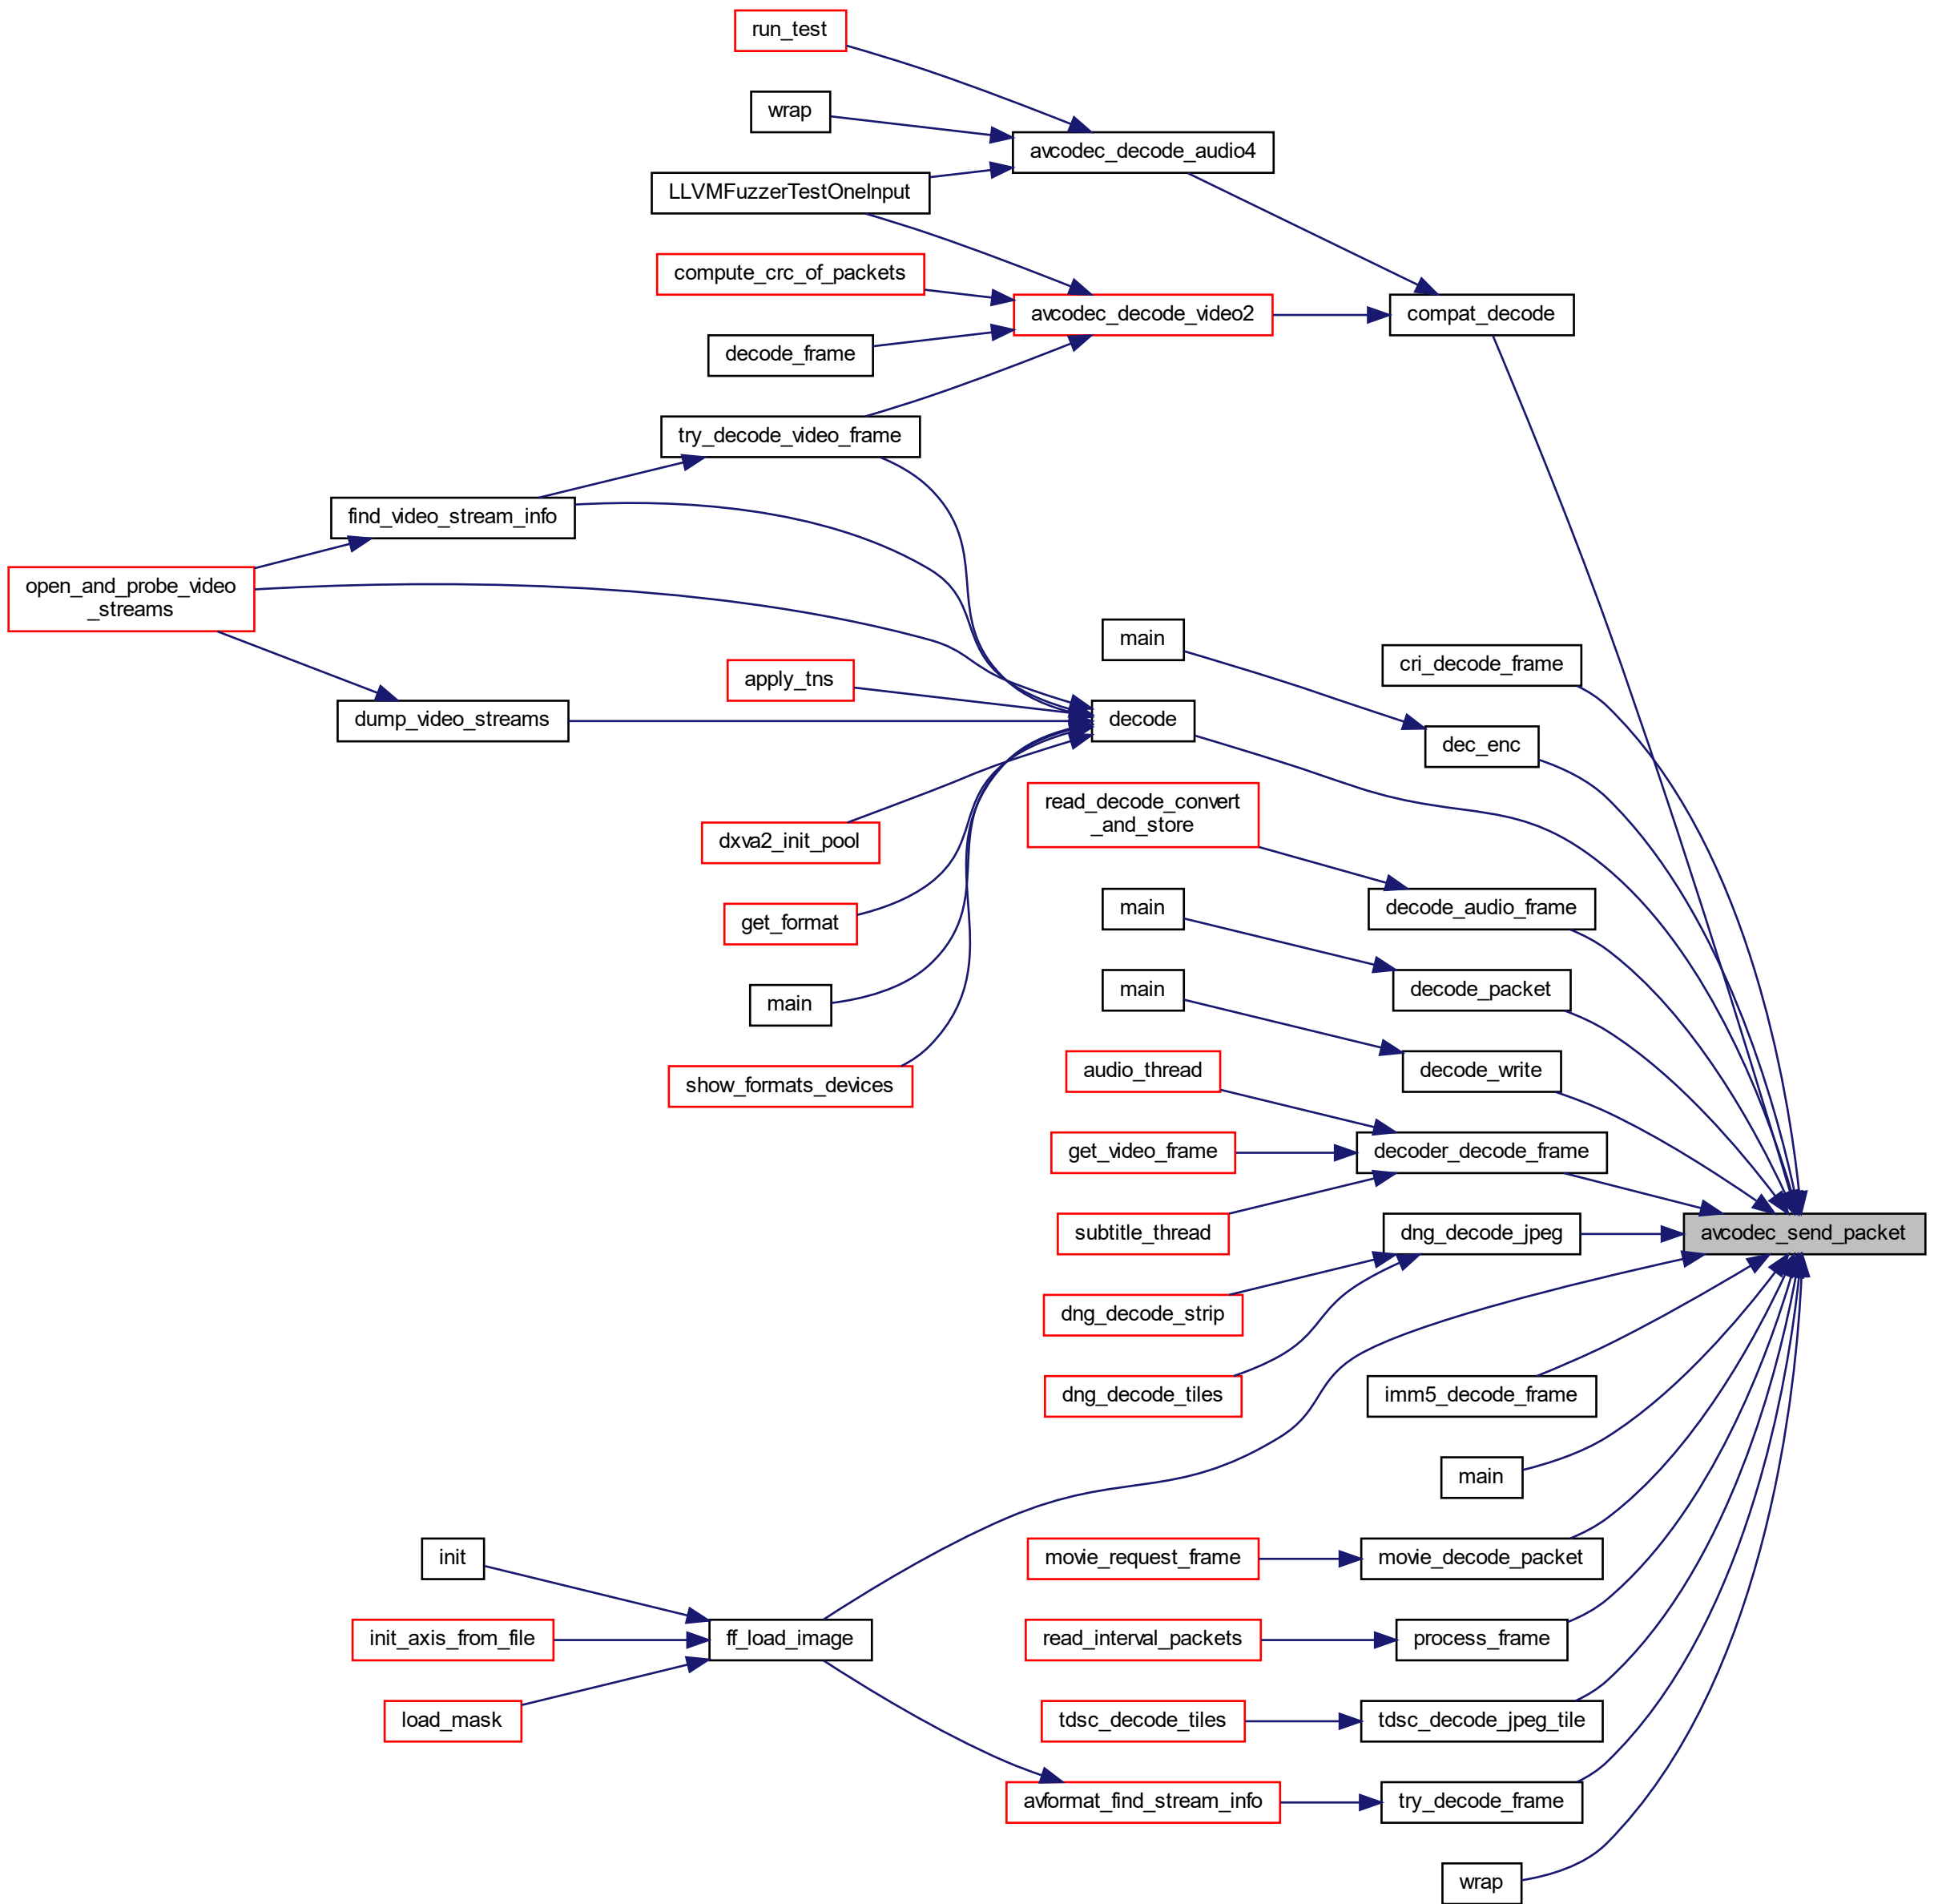 run_test
wrap
avcodec_decode_audio4
LLVMFuzzerTestOneInput
compute_crc_of_packets
avcodec_decode_video2
compat_decode
decode_frame
try_decode_video_frame
find_video_stream_info
open_and_probe_video
_streams
main
cri_decode_frame
apply_tns
dump_video_streams
decode
dec_enc
read_decode_convert
_and_store
dxva2_init_pool
main
decode_audio_frame
get_format
main
decode_packet
main
decode_write
audio_thread
show_formats_devices
get_video_frame
decoder_decode_frame
subtitle_thread
dng_decode_jpeg
avcodec_send_packet
dng_decode_strip
dng_decode_tiles
imm5_decode_frame
main
init
movie_request_frame
movie_decode_packet
init_axis_from_file
ff_load_image
read_interval_packets
process_frame
load_mask
tdsc_decode_tiles
tdsc_decode_jpeg_tile
avformat_find_stream_info
try_decode_frame
wrap